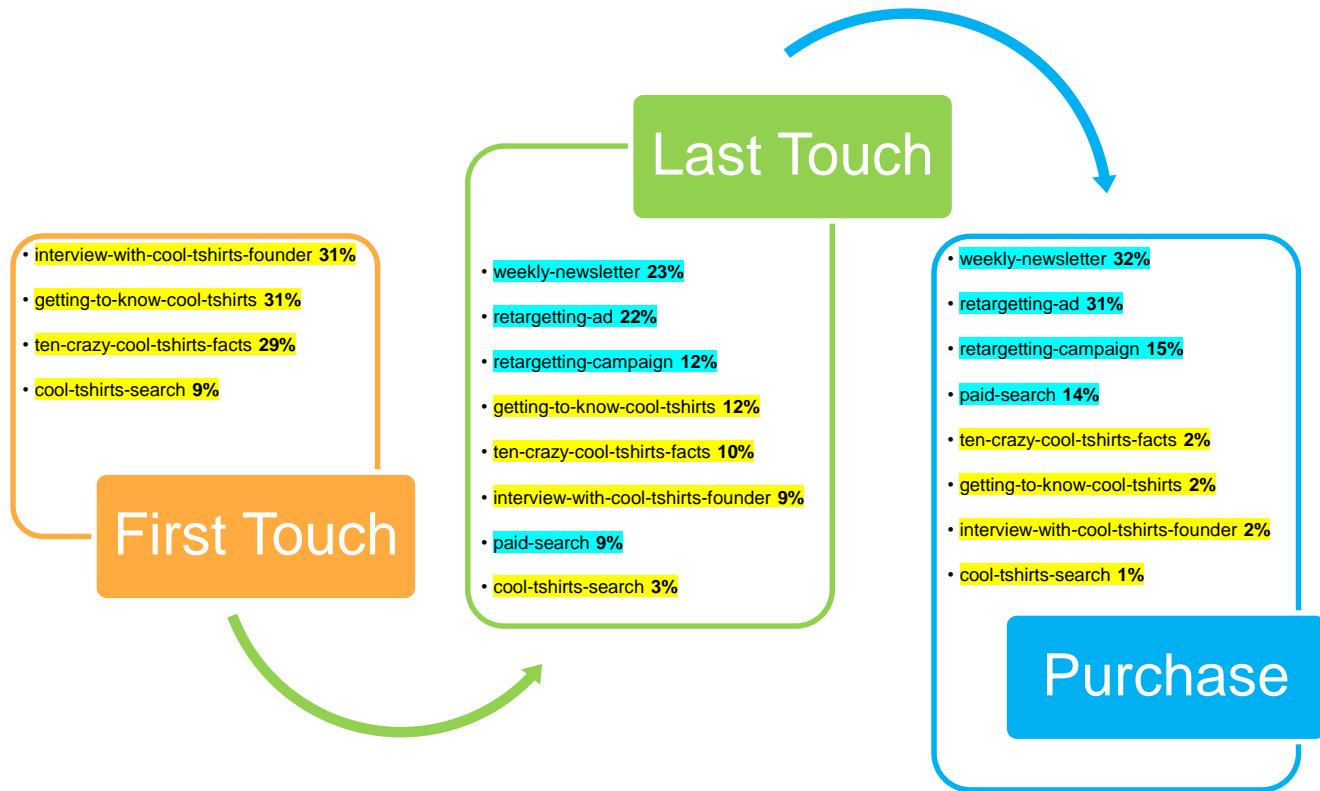 • interview-with-cool-tshirts-founder 31%
• getting-to-know-cool-tshirts 31%
• ten-crazy-cool-tshirts-facts 29%
• cool-tshirts-search 9%
First Touch
Last Touch
• weekly-newsletter 23%
• retargetting-ad 22%
• retargetting-campaign 12%
• getting-to-know-cool-tshirts 12%
• ten-crazy-cool-tshirts-facts 10%
• interview-with-cool-tshirts-founder 9%
• paid-search 9%
• cool-tshirts-search 3%
• weekly-newsletter 32%
• retargetting-ad 31%
• retargetting-campaign 15%
• paid-search 14%
• ten-crazy-cool-tshirts-facts 2%
• getting-to-know-cool-tshirts 2%
• interview-with-cool-tshirts-founder 2%
• cool-tshirts-search 1%
Purchase